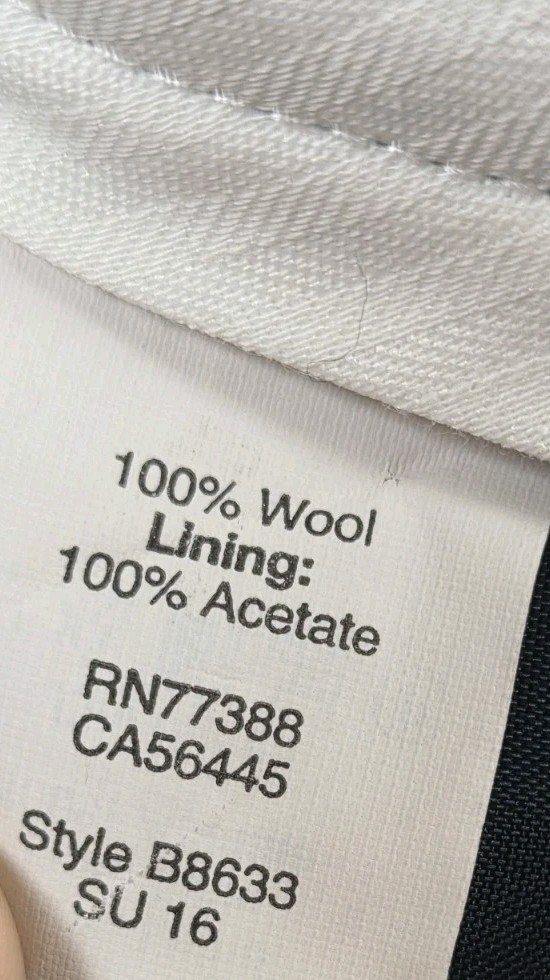 100% Wool
Lining:
100% Acetate
RN77388
CA56445
Style B8633
SU 16